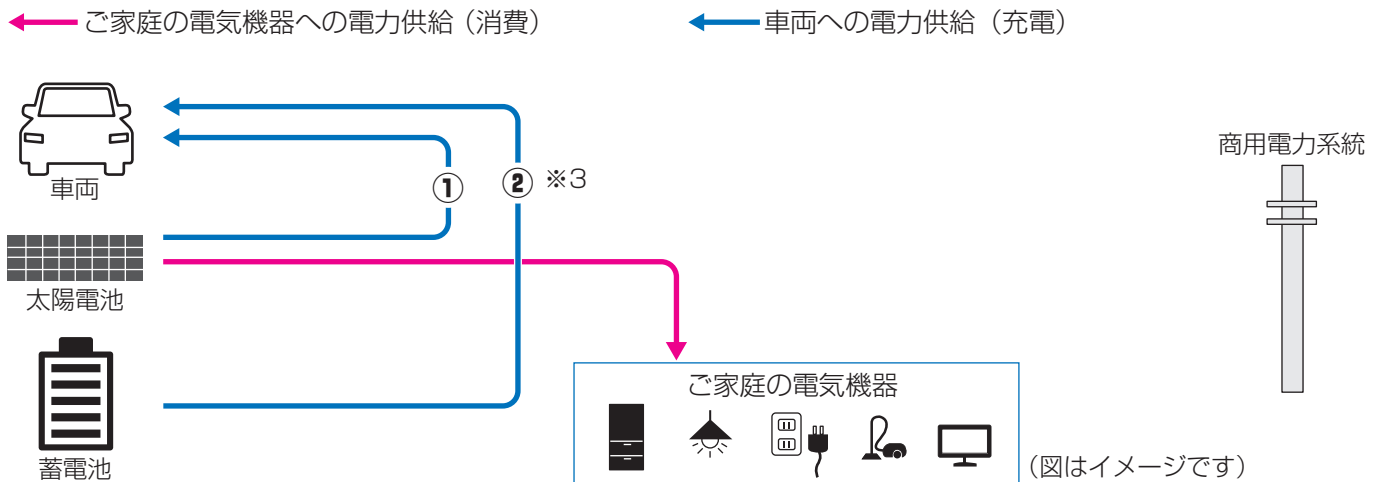 ご家庭の電気機器への電力供給（消費）
車両への電力供給（充電）
商用電力系統
車両
① ② ※3
太陽電池
ご家庭の電気機器
蓄電池
（図はイメージです）